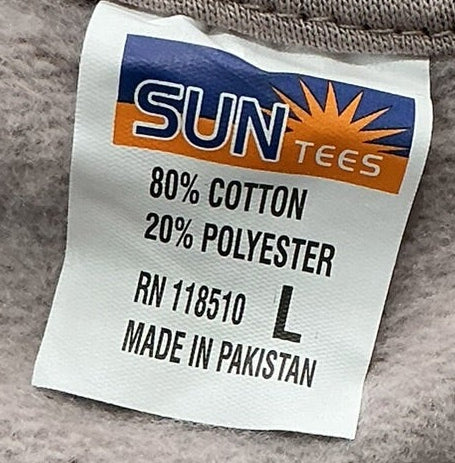 SUN TEES
80% COTTON
20% POLYESTER
RN 118510 L
MADE IN PAKISTAN